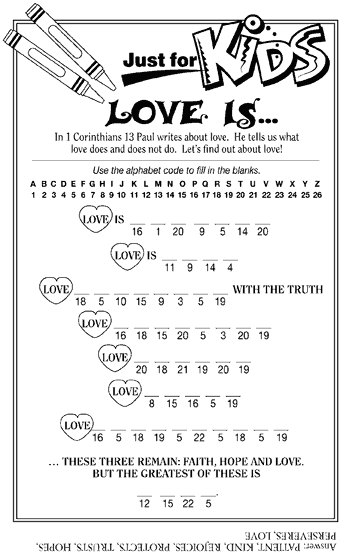 Just for KiDS
LOVE IS...
In 1 Corinthians 13 Paul writes about love. He tells us what
love does and does not do. Let's find out about love!
Use the alphabet code to fill in the blanks.
A B C D E F G H I J K L M N O P Q R S T U V W X Y Z
1 2 3 4 5 6 7 8 9 10 11 12 13 14 15 16 17 18 19 20 21 22 23 24 25 26
LOVE IS
16 1 20 9 5 14 20
LOVE IS
11 9 14 4
LOVE WITH THE TRUTH
18 5 10 15 9 3 5 19
LOVE
16 18 15 20 5 3 20 19
LOVE
20 18 21 19 20 19
LOVE
8 15 16 5 19
LOVE
16 5 18 19 5 22 5 18 5 19
... THESE THREE REMAIN: FAITH, HOPE AND LOVE.
BUT THE GREATEST OF THESE IS
12 15 22 5.
Answer: PATIENT, KIND, REJOICES, PROTECTS, TRUSTS, HOPES,
PERSEVERES, LOVE